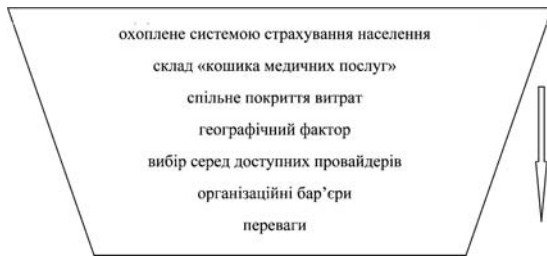 охоплене системою страхування населення
склад «кошика медичних послуг»
спільне покриття витрат
географічний фактор
вибір серед доступних провайдерів
організаційні бар’єри
переваги